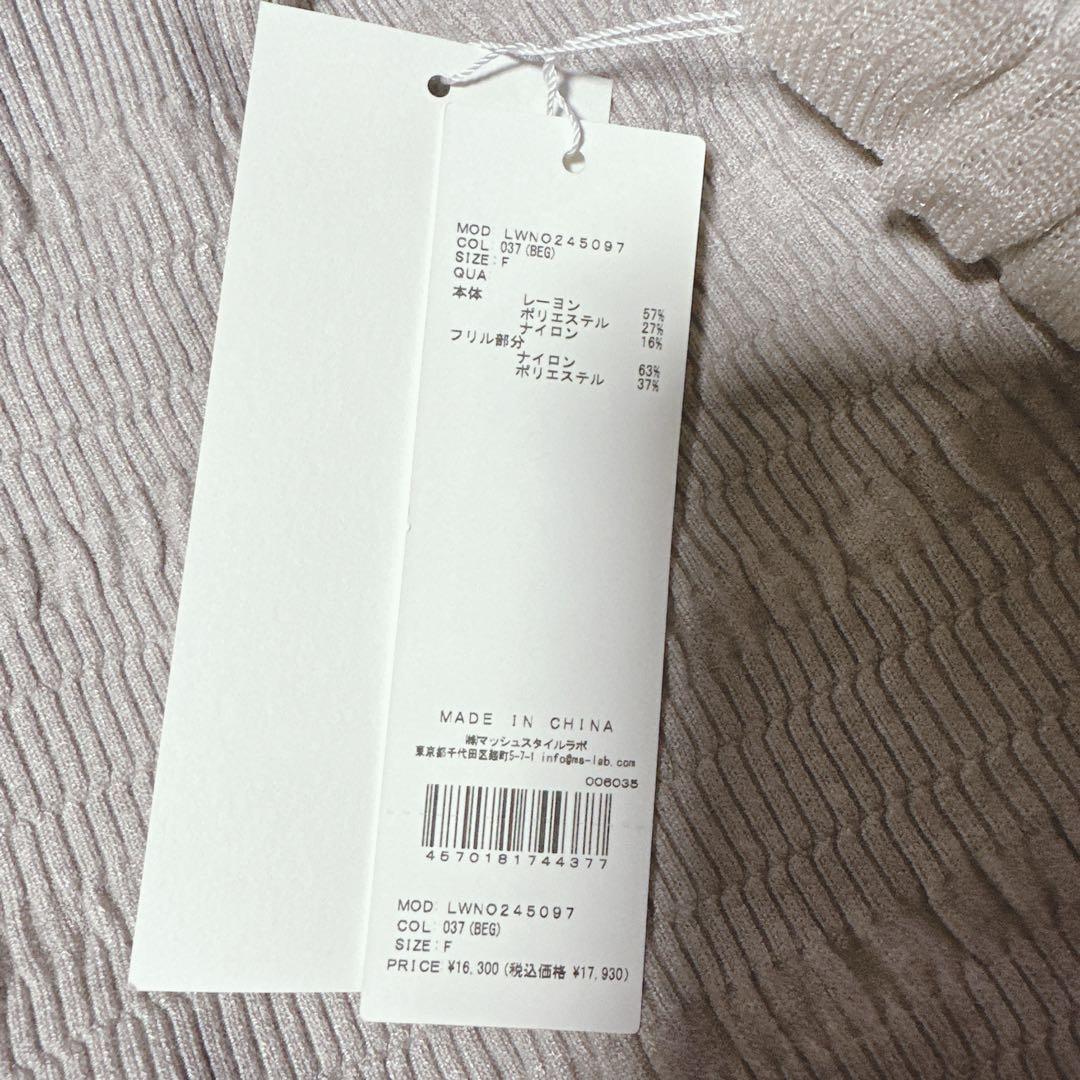 MOD LWNO245097
COL: 037(BEG)
SIZE:F
QUA
本体
レーヨン 57%
ポリエステル 27%
ナイロン 16%
フリル部分
ナイロン 63%
ポリエステル 37%
MADE IN CHINA
㈱マッシュスタイルラボ
東京都千代田区麹町5-7-1 info@ms-lab.com
006035
4570181744377
MOD: LWNO245097
COL: 037(BEG)
SIZE:F
PRICE ¥16,300(税込価格 ¥17,930)